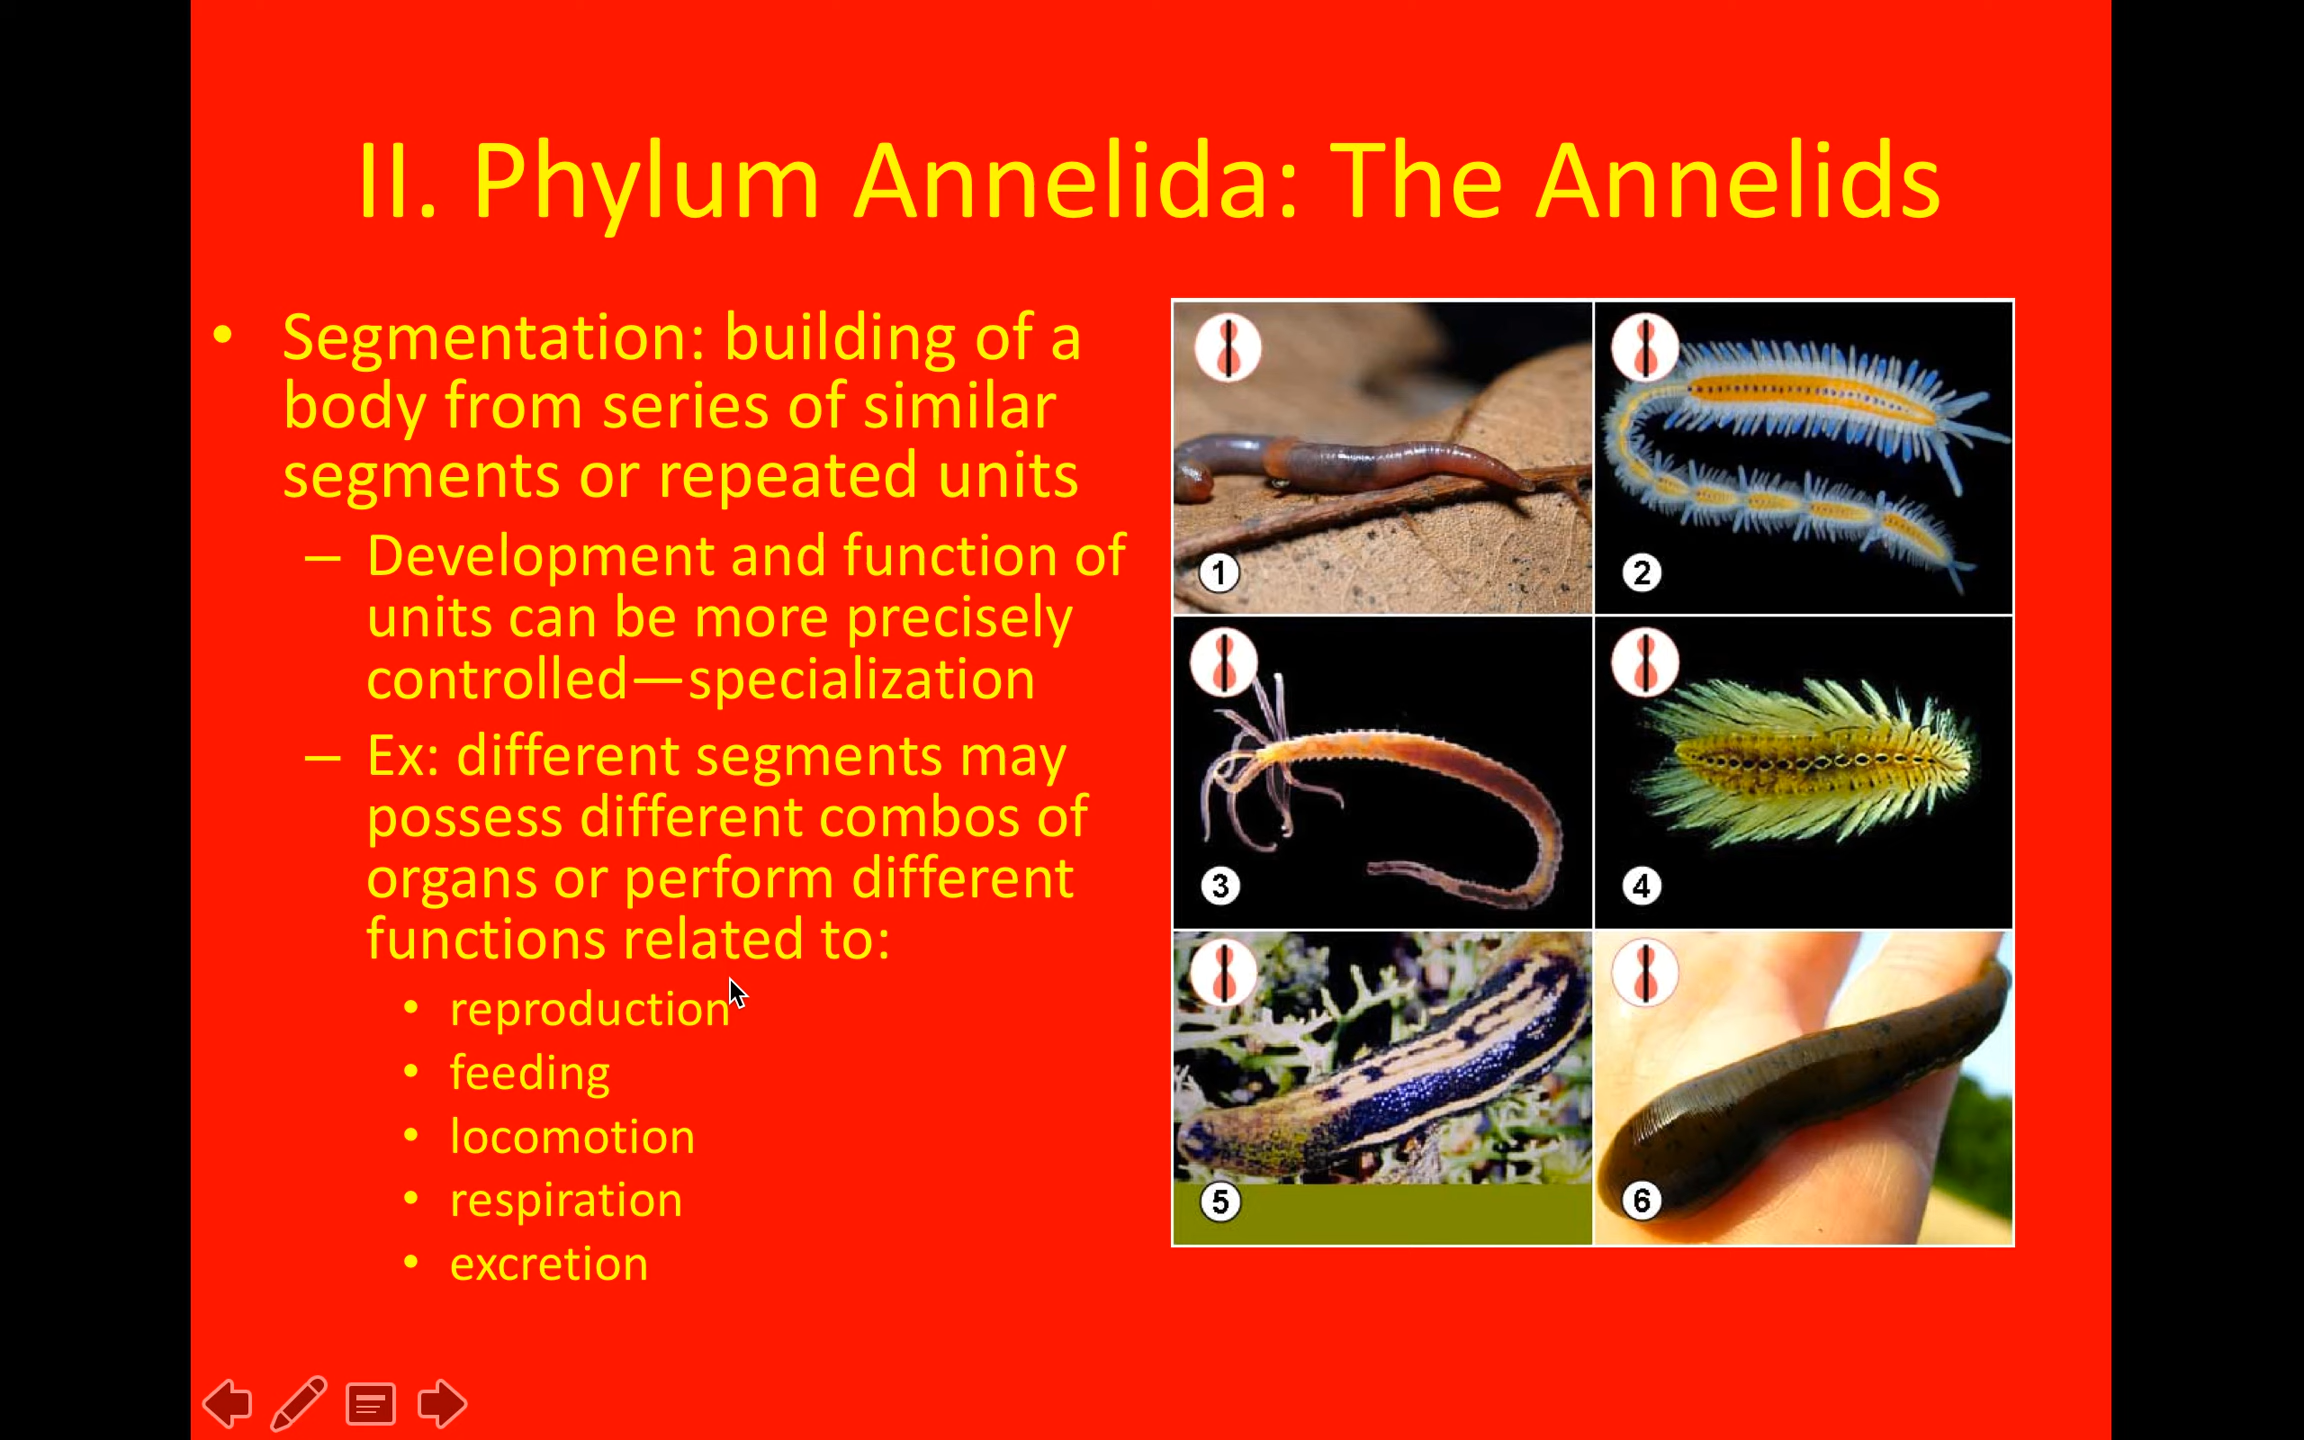 II. Phylum Annelida: The Annelids
• Segmentation: building of a
body from series of similar
segments or repeated units
– Development and function of
units can be more precisely
controlled—specialization
– Ex: different segments may
possess different combos of
organs or perform different
functions related to:
• reproduction
• feeding
• locomotion
• respiration
• excretion
1
2
3
4
5
6